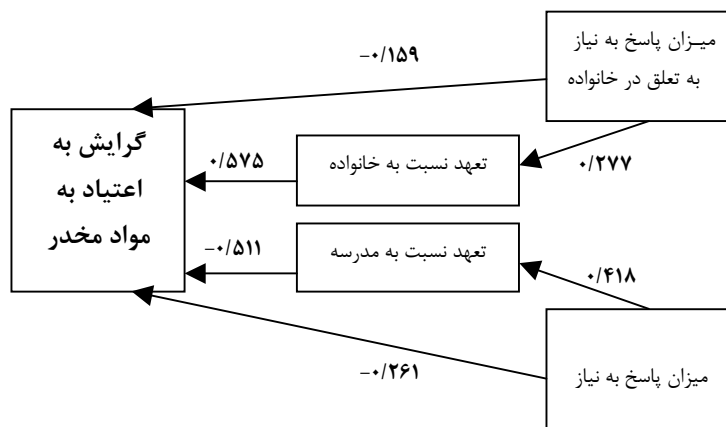 میـزان پاسخ به نیاز
به تعلق در خانواده
-۰/۱۵۹
گرایش به
اعتیاد به
مواد مخدر
۰/۵۷۵
تعهد نسبت به خانواده
۰/۲۷۷
-۰/۵۱۱
تعهد نسبت به مدرسه
۰/۴۱۸
-۰/۲۶۱
میزان پاسخ به نیاز